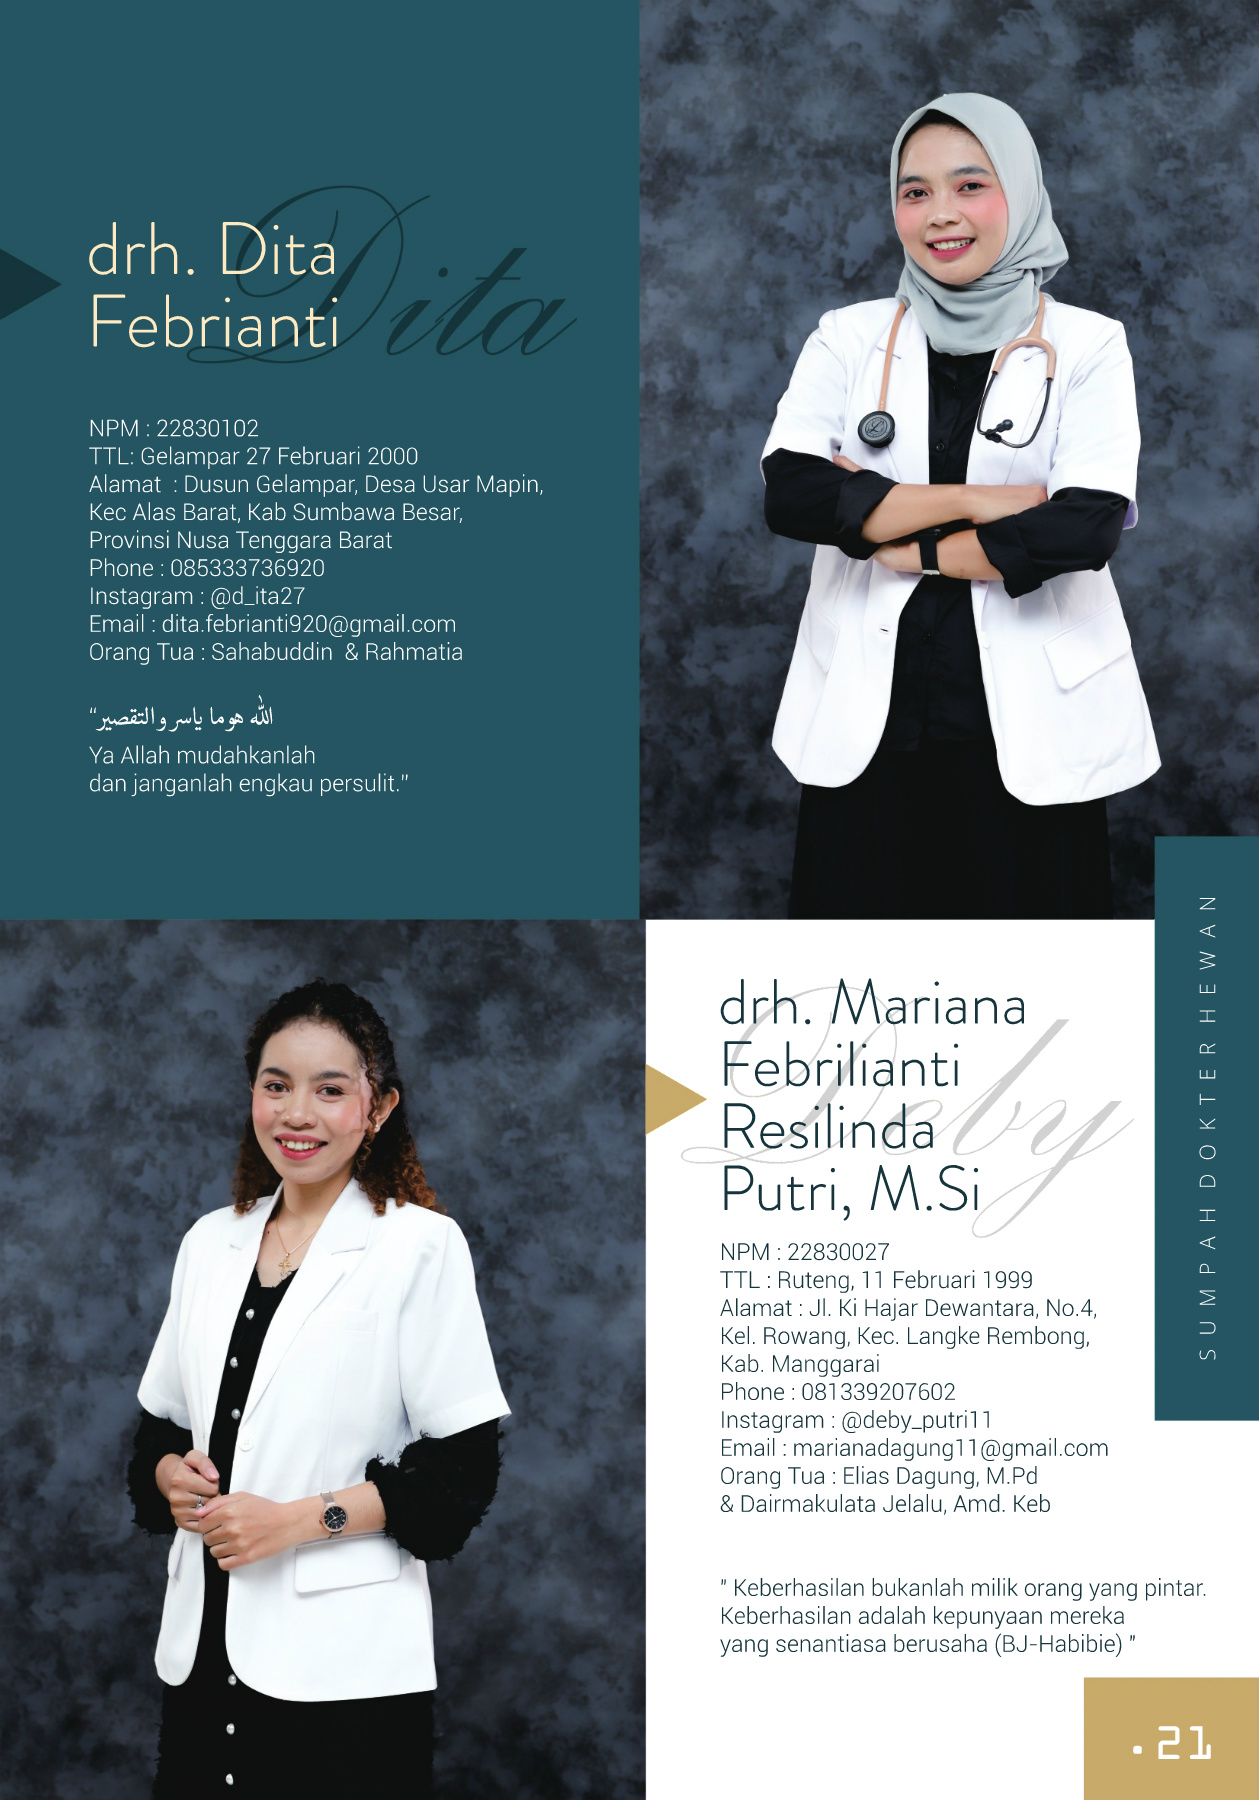 Dita
drh. Dita
Febrianti
NPM : 22830102
TTL: Gelampar 27 Februari 2000
Alamat  : Dusun Gelampar, Desa Usar Mapin,
Kec Alas Barat, Kab Sumbawa Besar,
Provinsi Nusa Tenggara Barat
Phone : 085333736920
Instagram : @d_ita27
Email : dita.febrianti920@gmail.com
Orang Tua : Sahabuddin  & Rahmatia
“الله هوما ياسر والتقصير
Ya Allah mudahkanlah
dan janganlah engkau persulit.”
Deby
drh. Mariana
Febrilianti
Resilinda
Putri, M.Si
NPM : 22830027
TTL : Ruteng, 11 Februari 1999
Alamat : Jl. Ki Hajar Dewantara, No.4,
Kel. Rowang, Kec. Langke Rembong,
Kab. Manggarai
Phone : 081339207602
Instagram : @deby_putri11
Email : marianadagung11@gmail.com
Orang Tua : Elias Dagung, M.Pd
& Dairmakulata Jelalu, Amd. Keb
" Keberhasilan bukanlah milik orang yang pintar.
Keberhasilan adalah kepunyaan mereka
yang senantiasa berusaha (BJ-Habibie) "
SUMPAH DOKTER HEWAN
.21